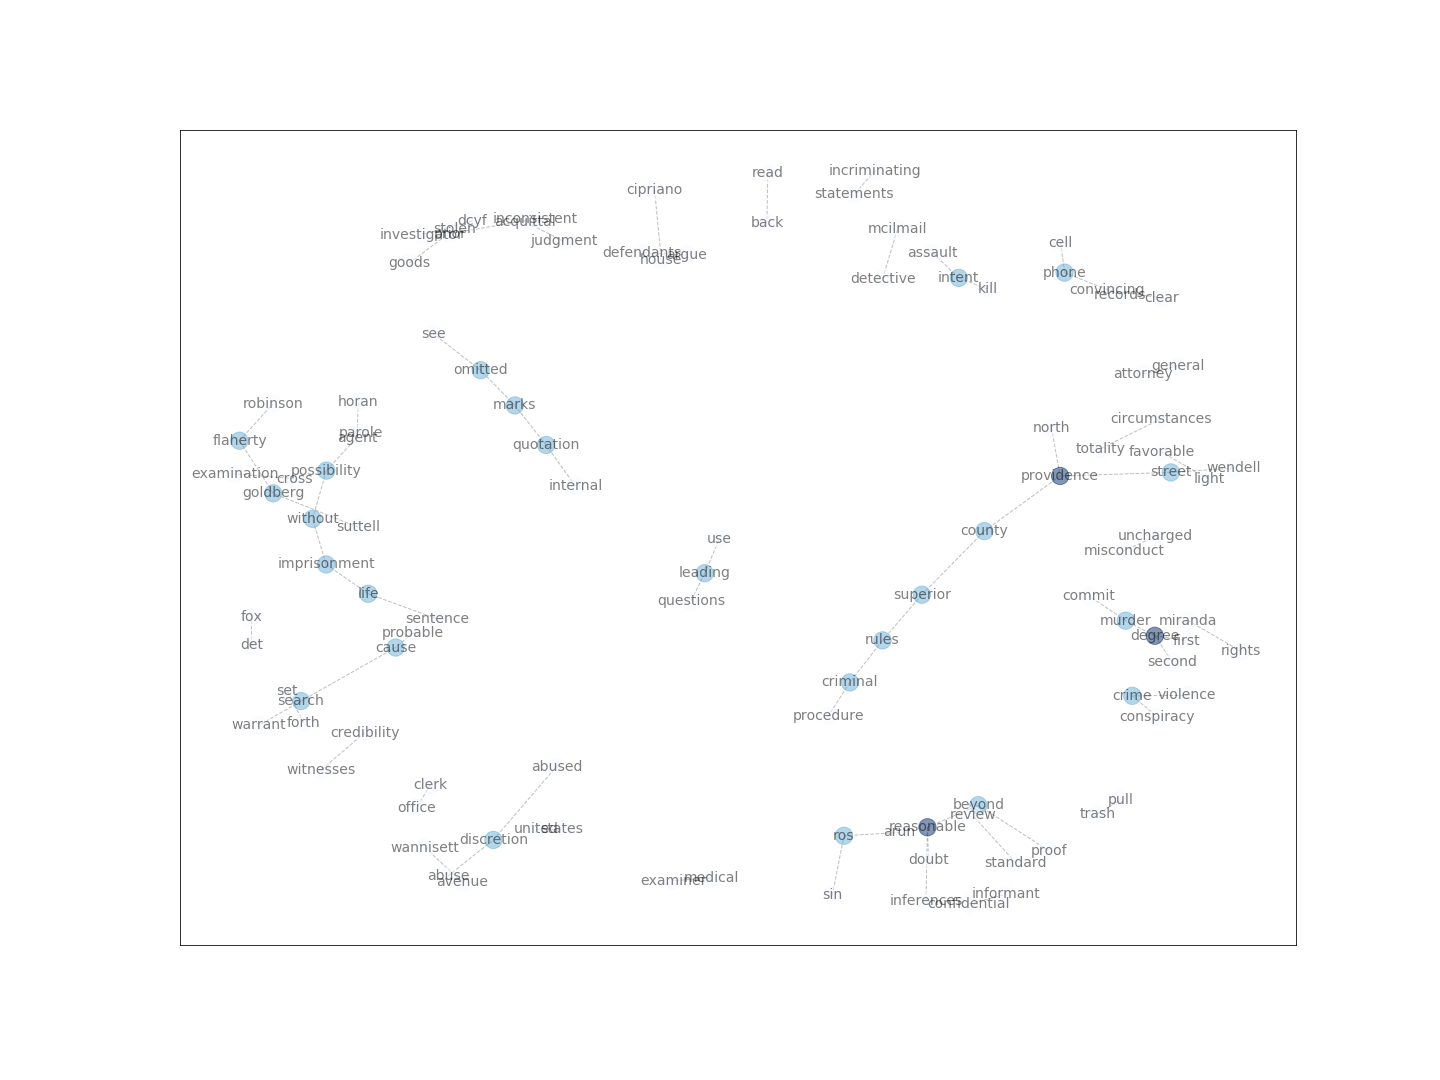 read
incriminating
cipriano
statements
dcyf
inconsistent
acquittal
back
stolen
mcilmail
investigator
prior
judgment
cell
defendants
assault
argue
house
goods
phone
detective
intent
kill
convincing
records
clear
see
general
omitted
attorney
robinson
horan
marks
circumstances
north
parole
agent
flaherty
quotation
totality
favorable
examination
possibility
cross
providence
street
wendell
light
internal
goldberg
without
suttell
county
use
uncharged
misconduct
imprisonment
leading
life
questions
superior
commit
fox
sentence
murder
miranda
probable
degree
first
det
cause
rules
rights
second
set
search
criminal
crime
violence
warrant
forth
procedure
conspiracy
credibility
witnesses
abused
clerk
office
beyond
pull
review
trash
united
states
reasonable
arun
ros
discretion
wannisett
doubt
proof
standard
abuse
avenue
examiner
medical
sin
inferences
informant
confidential